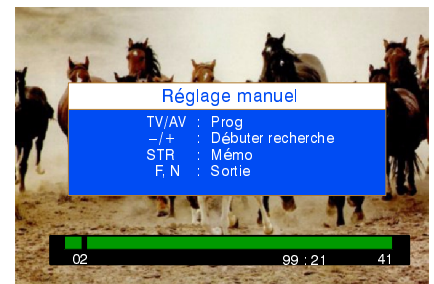 Réglage manuel
TV/AV : Prog
–/+ : Débuter recherche
STR : Mémo
F, N : Sortie
02 99 : 21 41